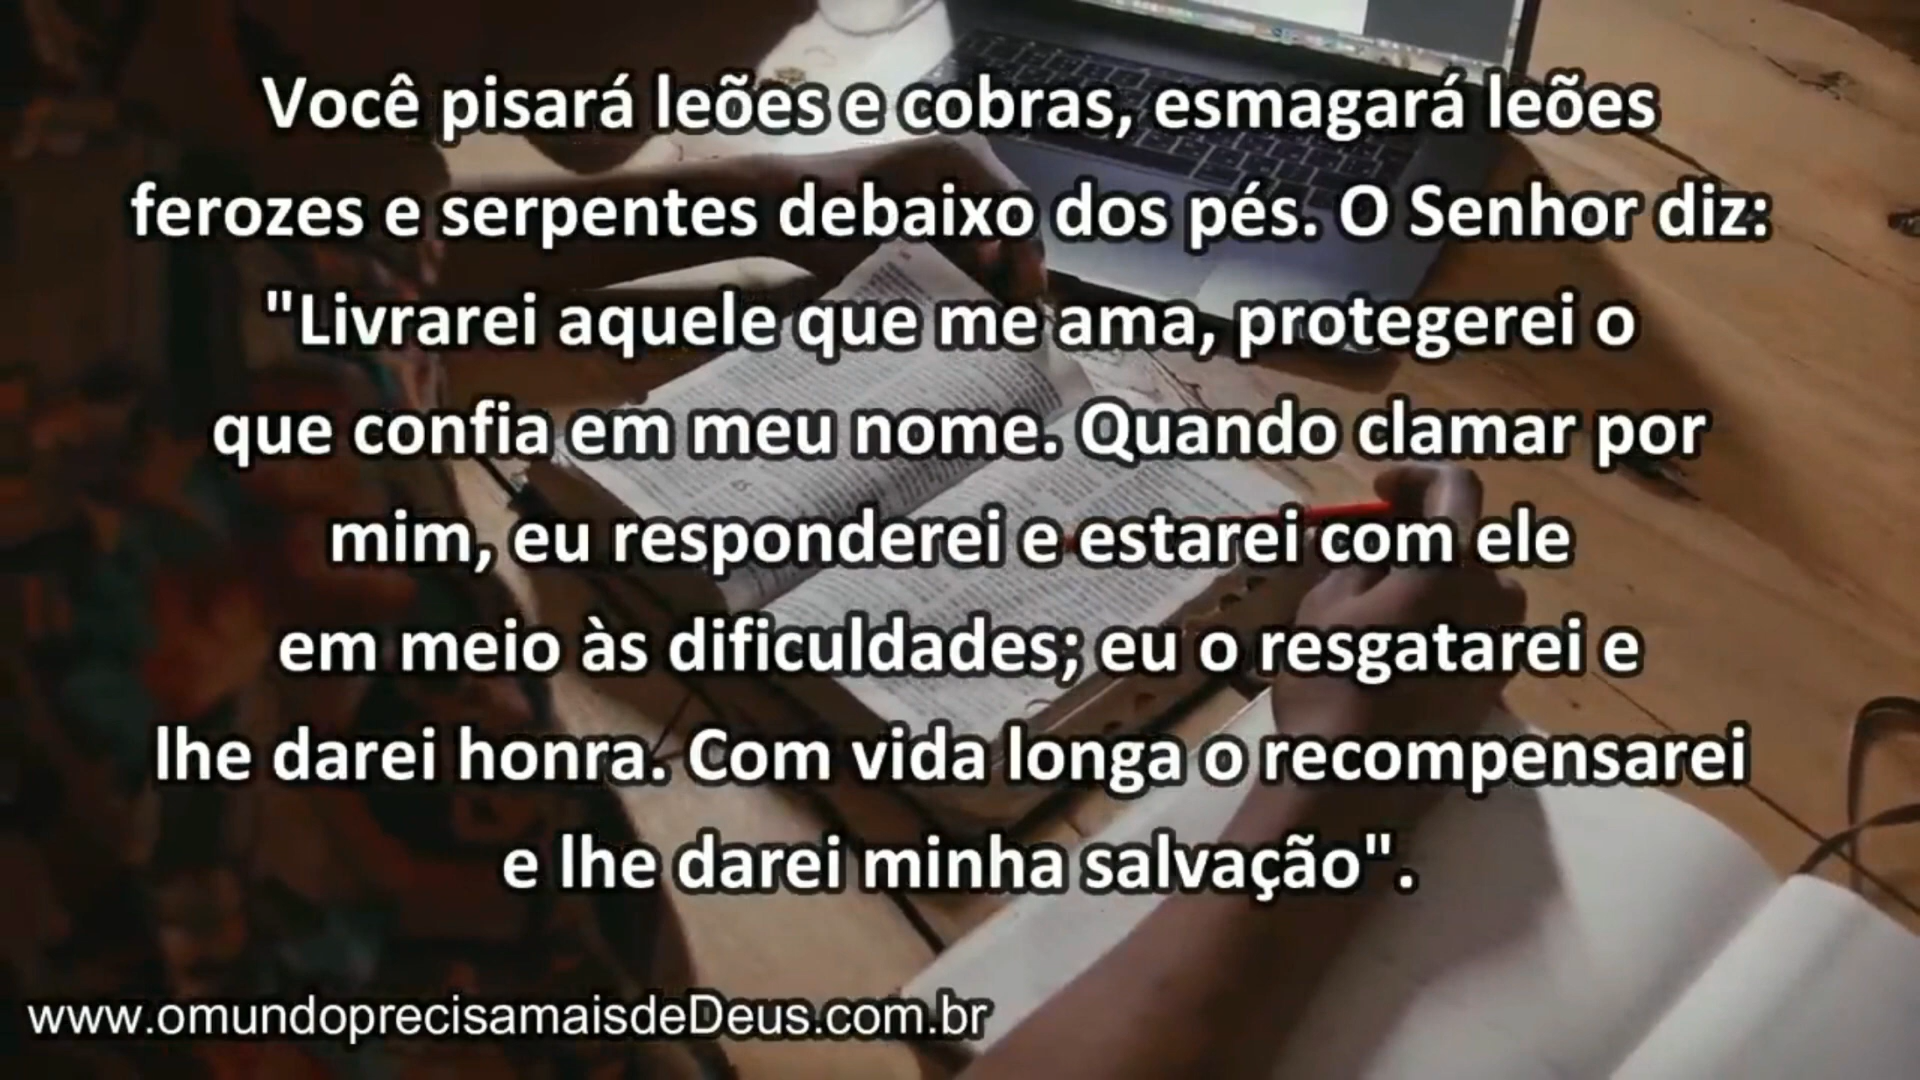 Você pisará leões e cobras, esmagará leões
ferozes e serpentes debaixo dos pés. O Senhor diz:
"Livrarei aquele que me ama, protegerei o
que confia em meu nome. Quando clamar por
mim, eu responderei e estarei com ele
em meio às dificuldades; eu o resgatarei e
lhe darei honra. Com vida longa o recompensarei
e lhe darei minha salvação".
www.omundoprecisamaisdeDeus.com.br